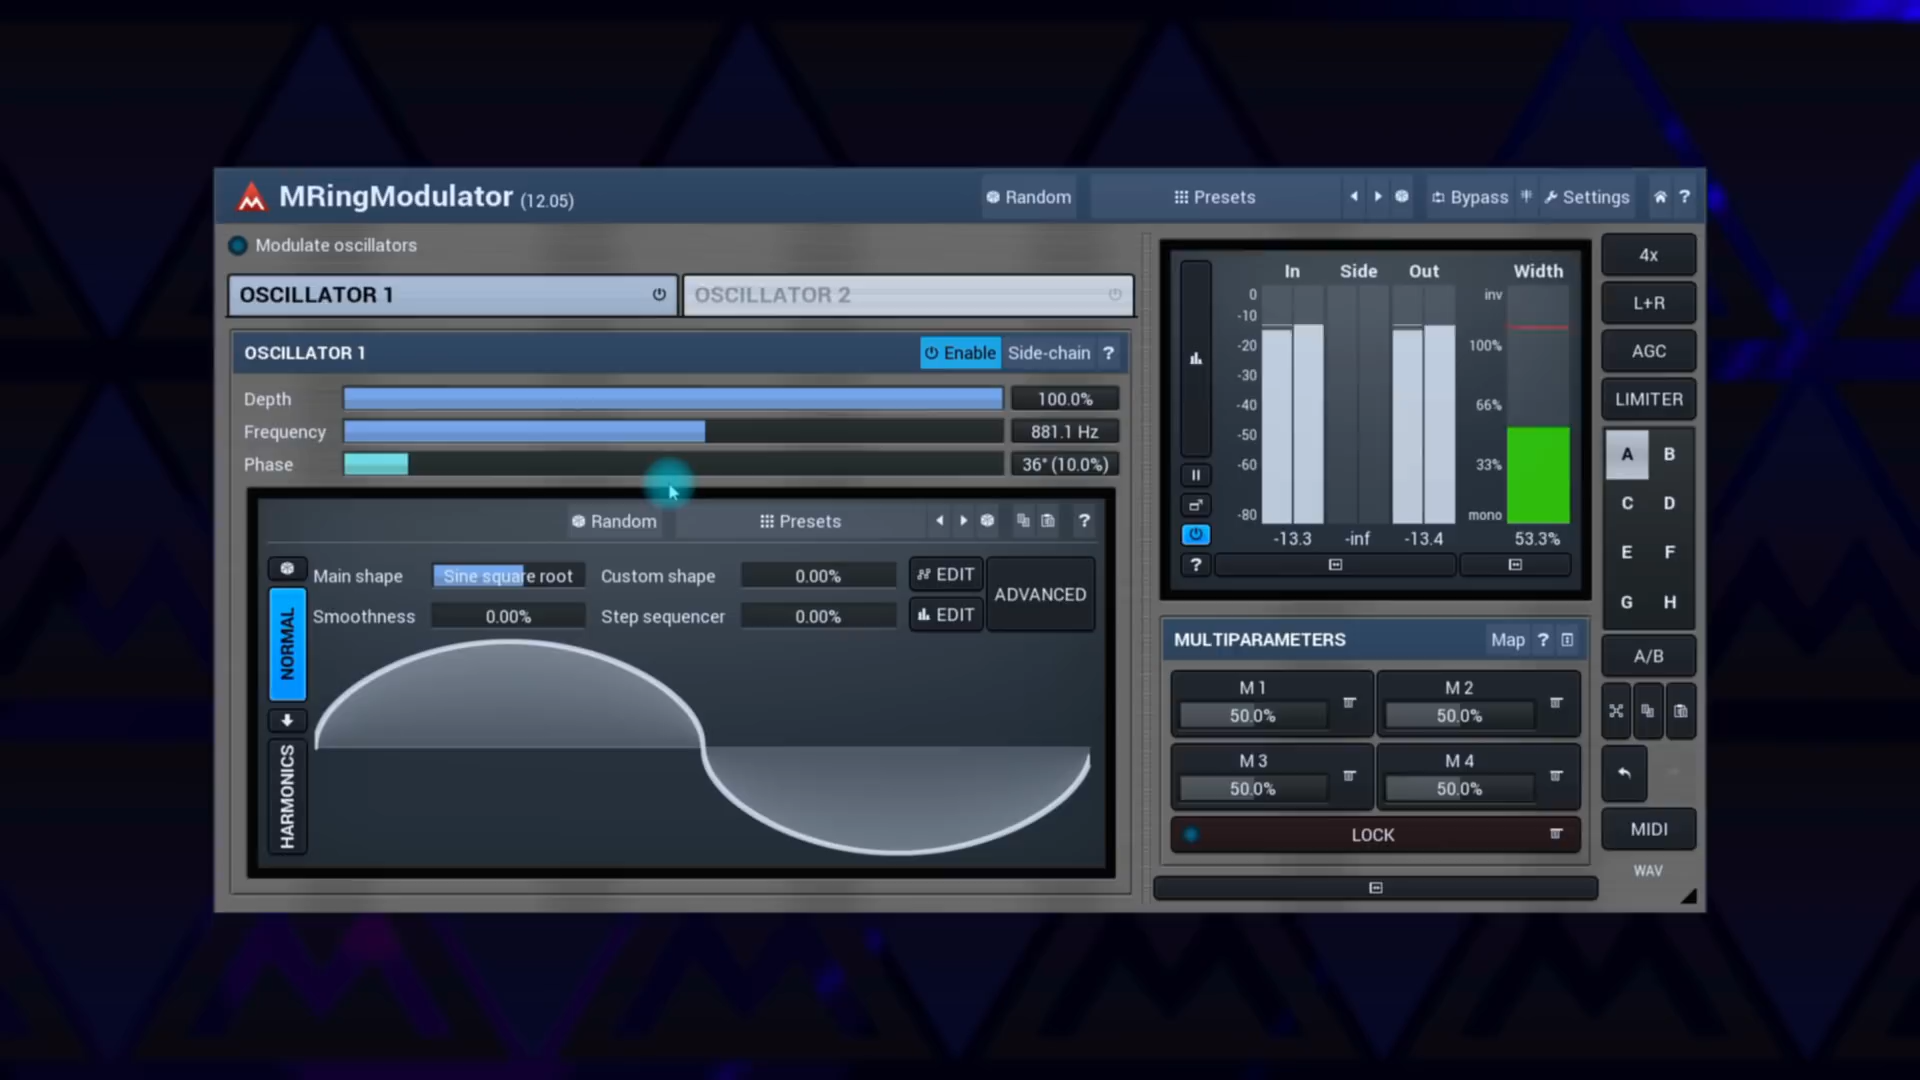 MRingModulator (12.05)
Random
Presets
Bypass
Settings
?
Modulate oscillators
OSCILLATOR 1
OSCILLATOR 2
OSCILLATOR 1
Enable
Side-chain
?
Depth
100.0%
Frequency
881.1 Hz
Phase
36° (10.0%)
Random
Presets
?
Main shape
Sine square root
Custom shape
0.00%
EDIT
ADVANCED
Smoothness
0.00%
Step sequencer
0.00%
EDIT
NORMAL
HARMONICS
In
Side
Out
Width
0
-10
-20
-30
-40
-50
-60
-80
inv
100%
66%
33%
mono
-13.3
-inf
-13.4
53.3%
?
MULTIPARAMETERS
Map
?
M 1
50.0%
M 2
50.0%
M 3
50.0%
M 4
50.0%
LOCK
4x
L+R
AGC
LIMITER
A
B
C
D
E
F
G
H
A/B
MIDI
WAV